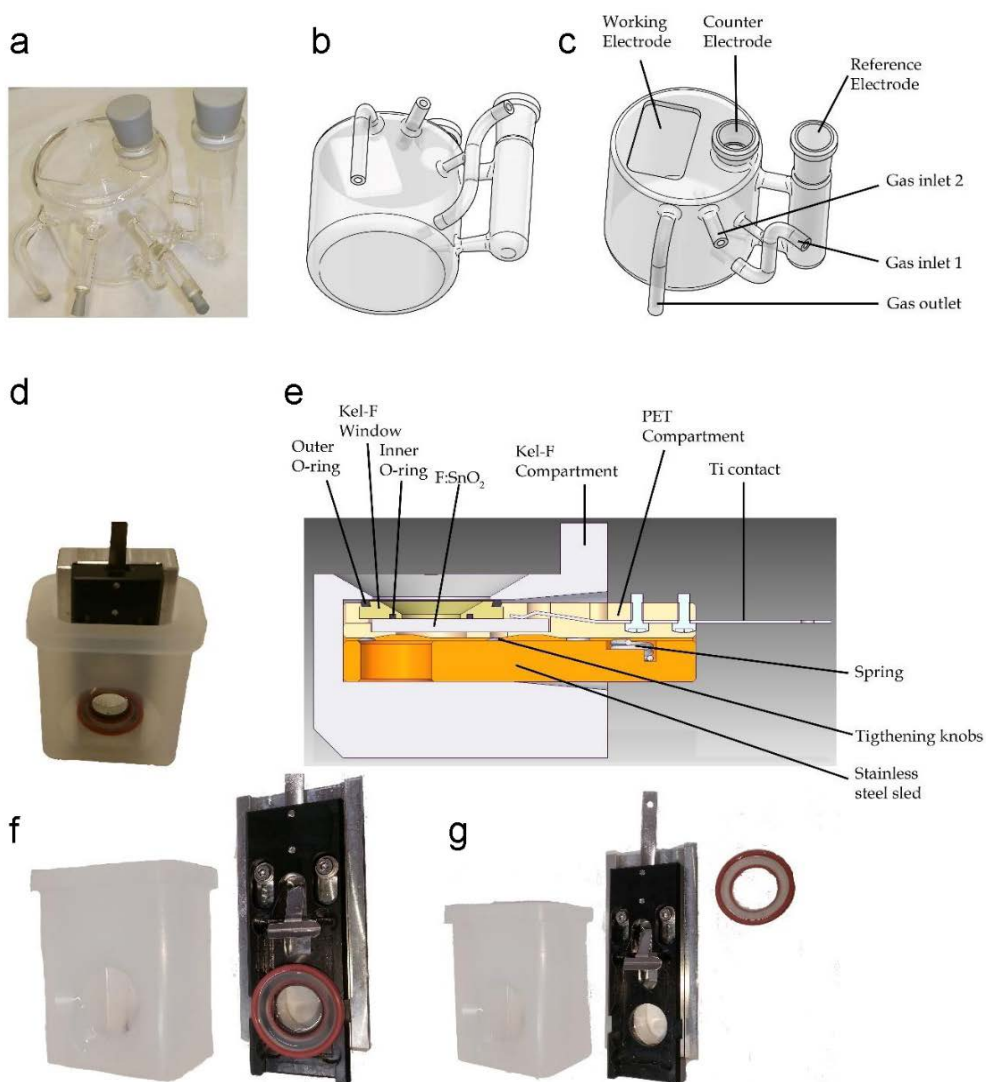 a
b
c
Working
Electrode
Counter
Electrode
Reference
Electrode
Gas inlet 2
Gas inlet 1
Gas outlet
d
e
Kel-F
Window
Outer
O-ring
Inner
O-ring
F:SnO₂
Kel-F
Compartment
PET
Compartment
Ti contact
Spring
Tigthening knobs
Stainless
steel sled
f
g